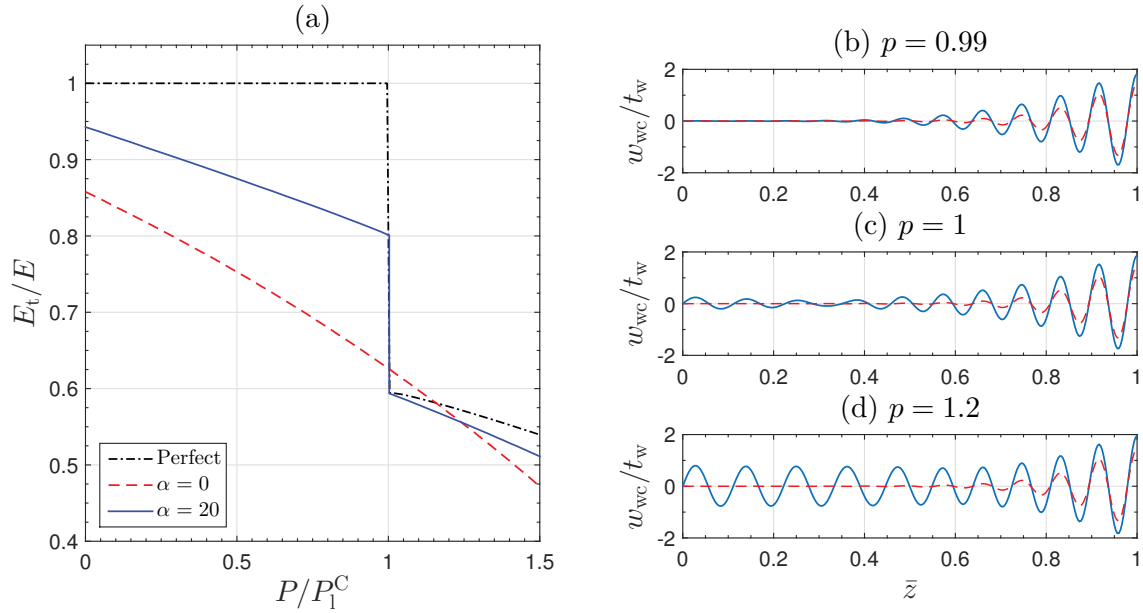 (a)
E_t/E
1
0.9
0.8
0.7
0.6
0.5
0.4
0
0.5
1
1.5
P/P_l^C
Perfect
α = 0
α = 20
(b) p = 0.99
w_wc/t_w
2
0
-2
0
0.2
0.4
0.6
0.8
1
(c) p = 1
w_wc/t_w
2
0
-2
0
0.2
0.4
0.6
0.8
1
(d) p = 1.2
w_wc/t_w
2
0
-2
0
0.2
0.4
0.6
0.8
1
z̄